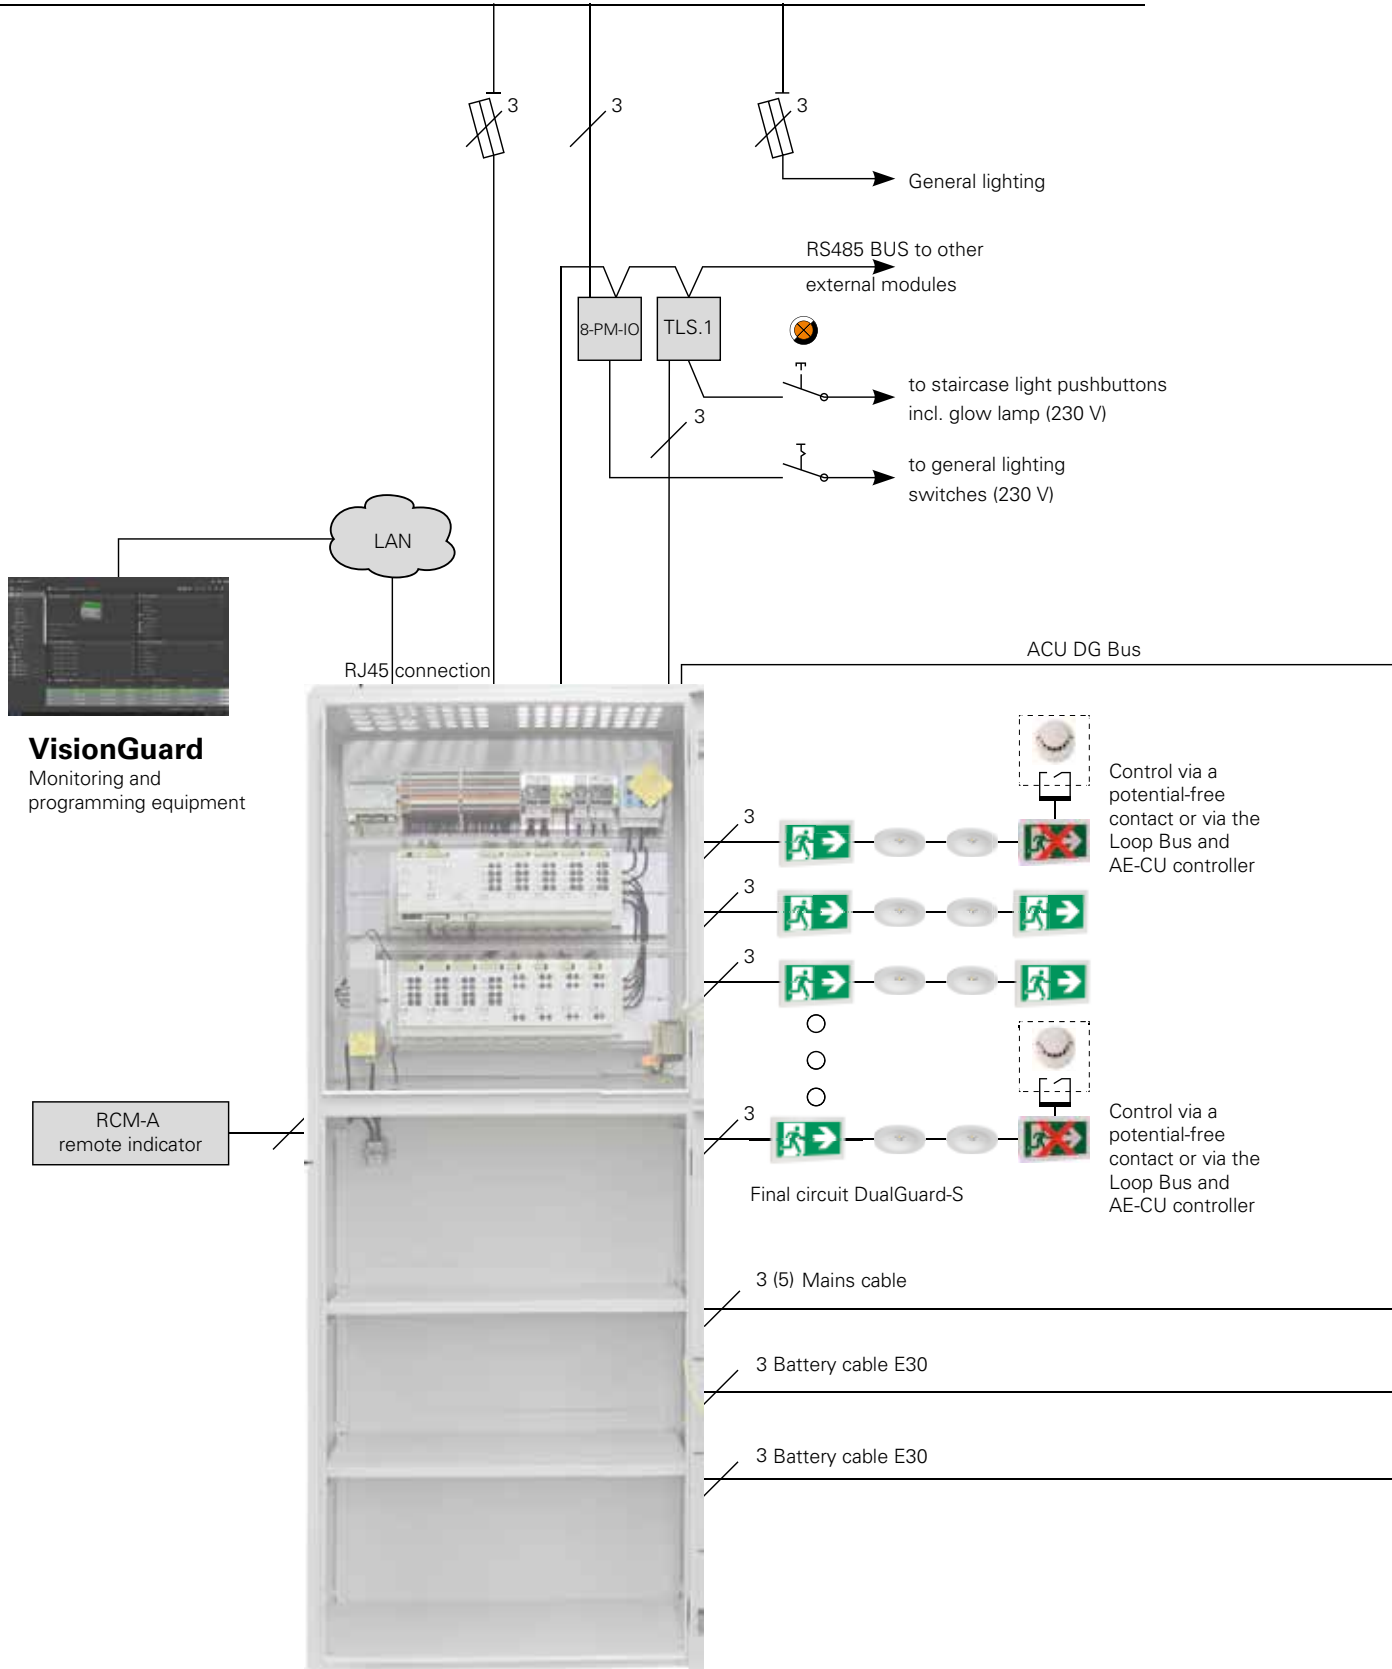 3
3
3
General lighting
RS485 BUS to other
external modules
8-PM-IO
TLS.1
to staircase light pushbuttons
incl. glow lamp (230 V)
3
to general lighting
switches (230 V)
LAN
ACU DG Bus
RJ45 connection
VisionGuard
Monitoring and
programming equipment
3
Control via a
potential-free
contact or via the
Loop Bus and
AE-CU controller
3
3
RCM-A
remote indicator
3
Control via a
potential-free
contact or via the
Loop Bus and
AE-CU controller
Final circuit DualGuard-S
3 (5) Mains cable
3 Battery cable E30
3 Battery cable E30